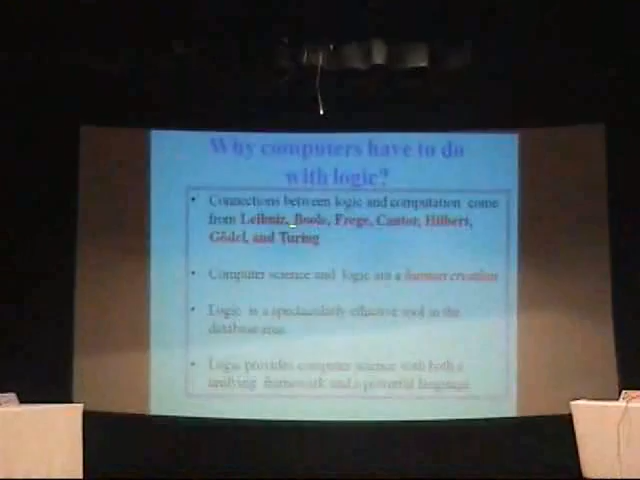 Why computers have to do
with logic?
• Connections between logic and computation come
from Leibniz, Boole, Frege, Cantor, Hilbert,
Gödel, and Turing
• Computer science and logic are a human creation
• Logic is a spectacularly effective tool in the
database area
• Logic provides computer science with both a
unifying framework and a powerful language